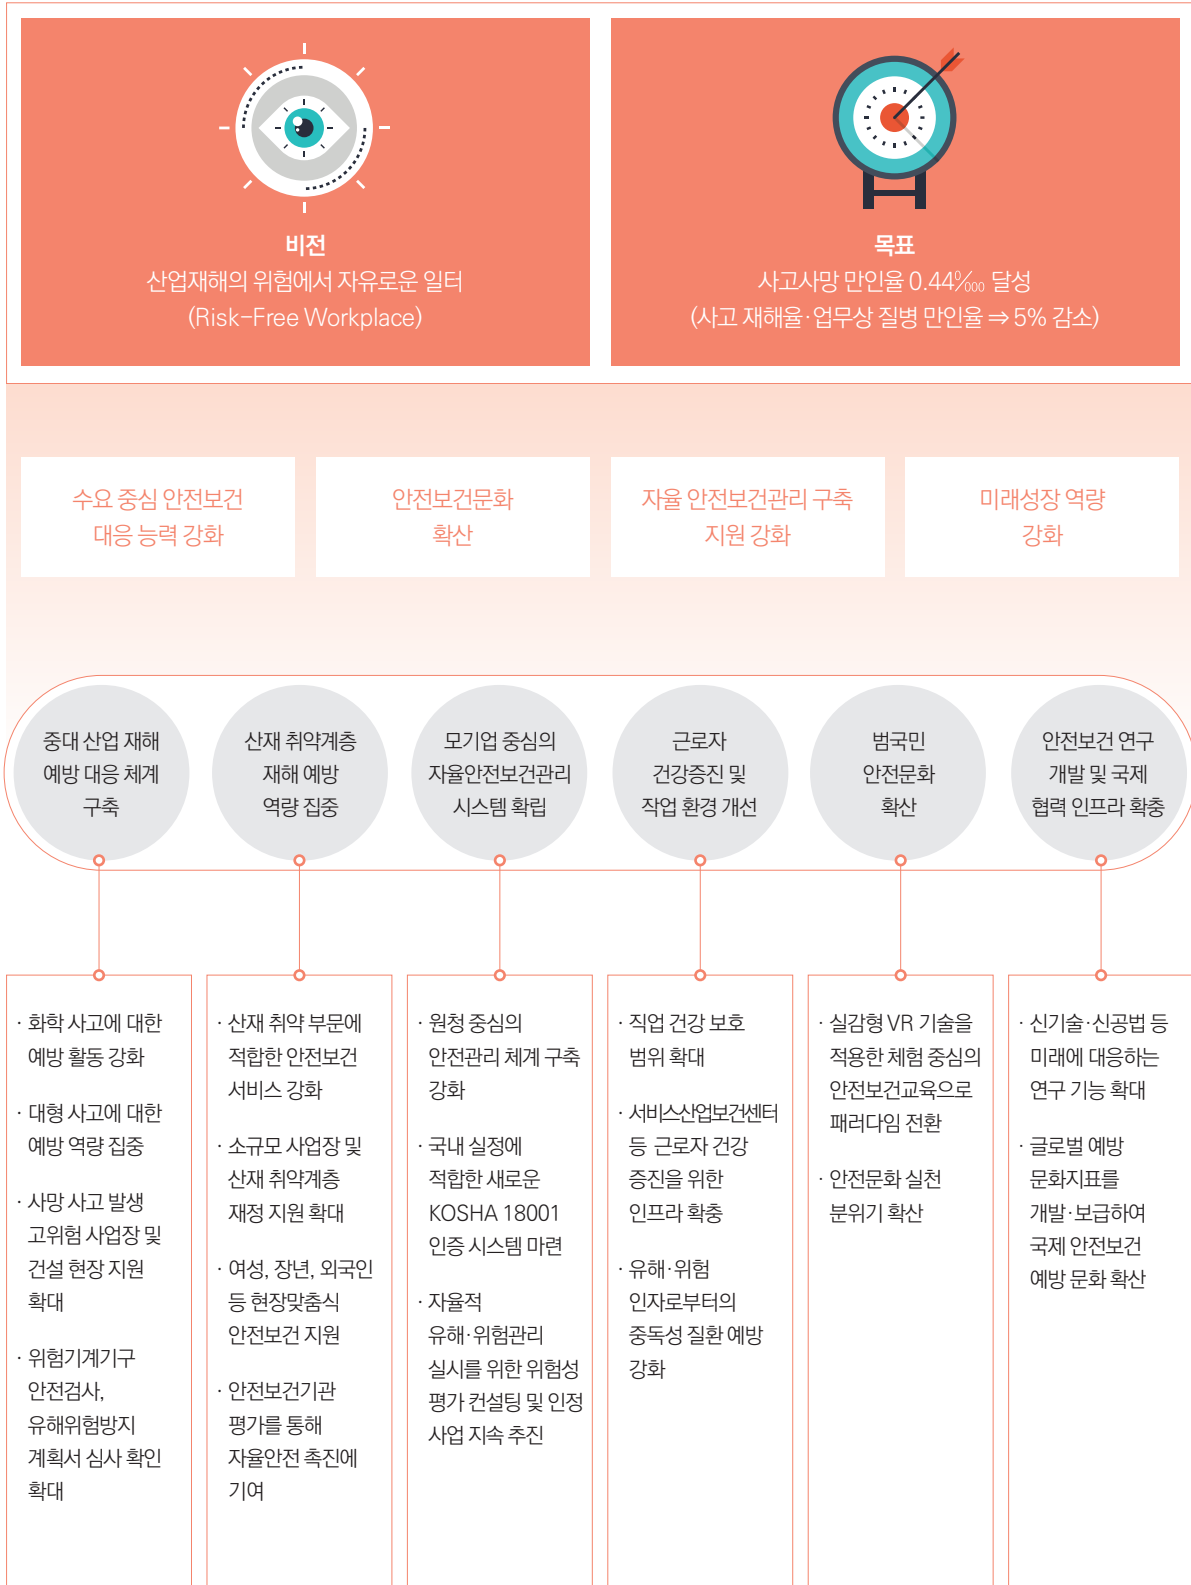 비전
산업재해의 위험에서 자유로운 일터
(Risk-Free Workplace)
목표
사고사망 만인율 0.44‱ 달성
(사고 재해율·업무상 질병 만인율 ⇒ 5% 감소)
수요 중심 안전보건
대응 능력 강화
안전보건문화
확산
자율 안전보건관리 구축
지원 강화
미래성장 역량
강화
중대 산업 재해
예방 대응 체계
구축
산재 취약계층
재해 예방
역량 집중
모기업 중심의
자율안전보건관리
시스템 확립
근로자
건강증진 및
작업 환경 개선
범국민
안전문화
확산
안전보건 연구
개발 및 국제
협력 인프라 확충
· 화학 사고에 대한
예방 활동 강화
· 대형 사고에 대한
예방 역량 집중
· 사망 사고 발생
고위험 사업장 및
건설 현장 지원
확대
· 위험기계기구
안전검사,
유해위험방지
계획서 심사 확인
확대
· 산재 취약 부문에
적합한 안전보건
서비스 강화
· 소규모 사업장 및
산재 취약계층
재정 지원 확대
· 여성, 장년, 외국인
등 현장맞춤식
안전보건 지원
· 안전보건기관
평가를 통해
자율안전 촉진에
기여
· 원청 중심의
안전관리 체계 구축
강화
· 국내 실정에
적합한 새로운
KOSHA 18001
인증 시스템 마련
· 자율적
유해·위험관리
실시를 위한 위험성
평가 컨설팅 및 인정
사업 지속 추진
· 직업 건강 보호
범위 확대
· 서비스산업보건센터
등 근로자 건강
증진을 위한
인프라 확충
· 유해·위험
인자로부터의
중독성 질환 예방
강화
· 실감형 VR 기술을
적용한 체험 중심의
안전보건교육으로
패러다임 전환
· 안전문화 실천
분위기 확산
· 신기술·신공법 등
미래에 대응하는
연구 기능 확대
· 글로벌 예방
문화지표를
개발·보급하여
국제 안전보건
예방 문화 확산